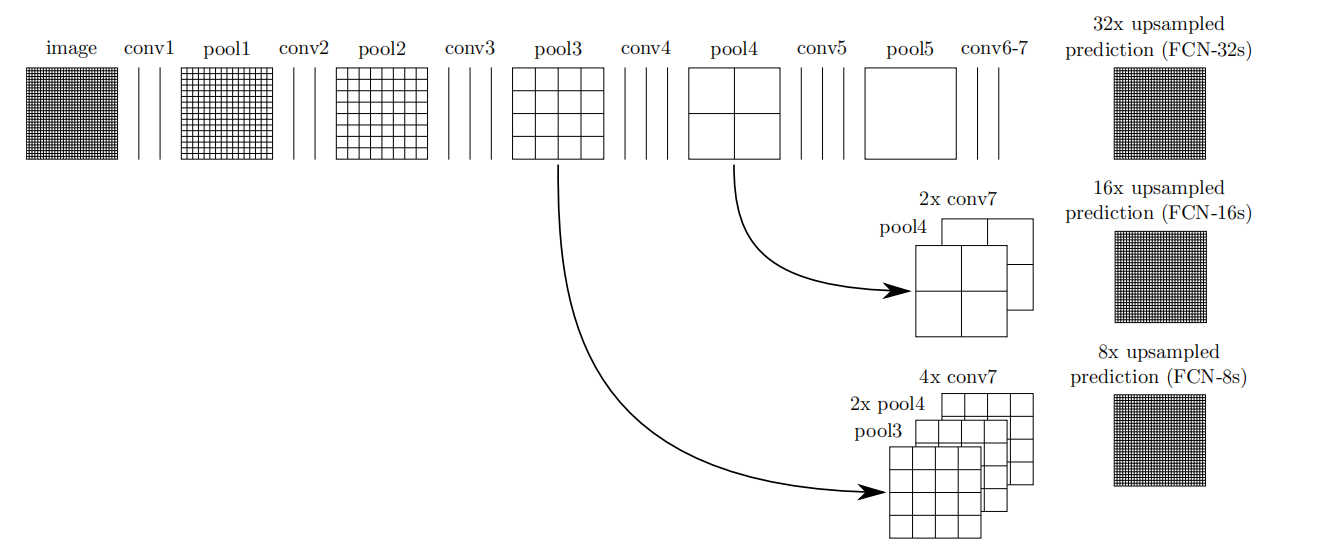 image
conv1
pool1
conv2
pool2
conv3
pool3
conv4
pool4
conv5
pool5
conv6-7
32x upsampled
prediction (FCN-32s)
2x conv7
pool4
16x upsampled
prediction (FCN-16s)
4x conv7
2x pool4
pool3
8x upsampled
prediction (FCN-8s)